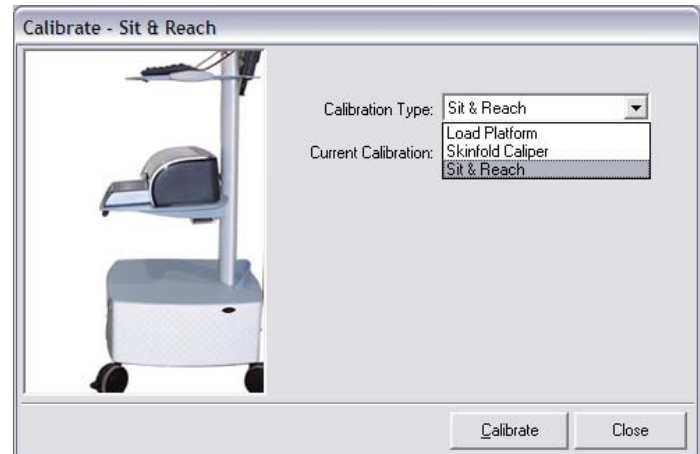 Calibrate - Sit & Reach
Calibration Type: Sit & Reach
Load Platform
Current Calibration: Skinfold Caliper
Sit & Reach
Calibrate Close